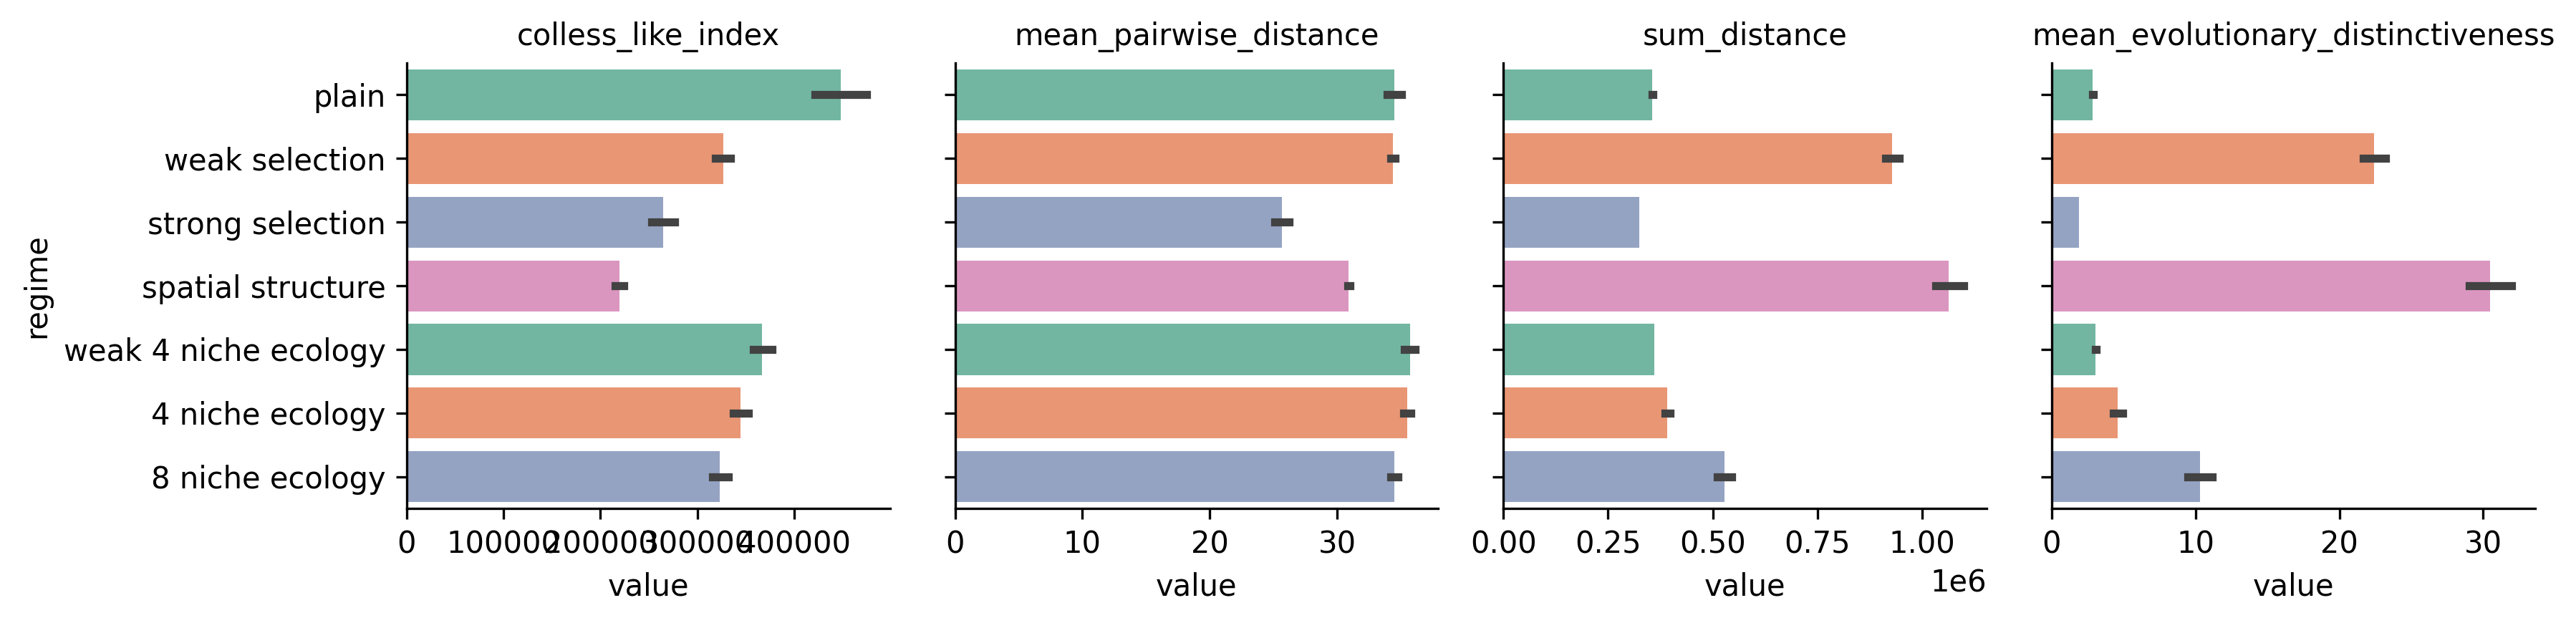 colless_like_index
mean_pairwise_distance
sum_distance
mean_evolutionary_distinctiveness
regime
plain
weak selection
strong selection
spatial structure
weak 4 niche ecology
4 niche ecology
8 niche ecology
0 100000 200000 300000 400000
value
0 10 20 30
value
0.00 0.25 0.50 0.75 1.00
1e6
value
0 10 20 30
value